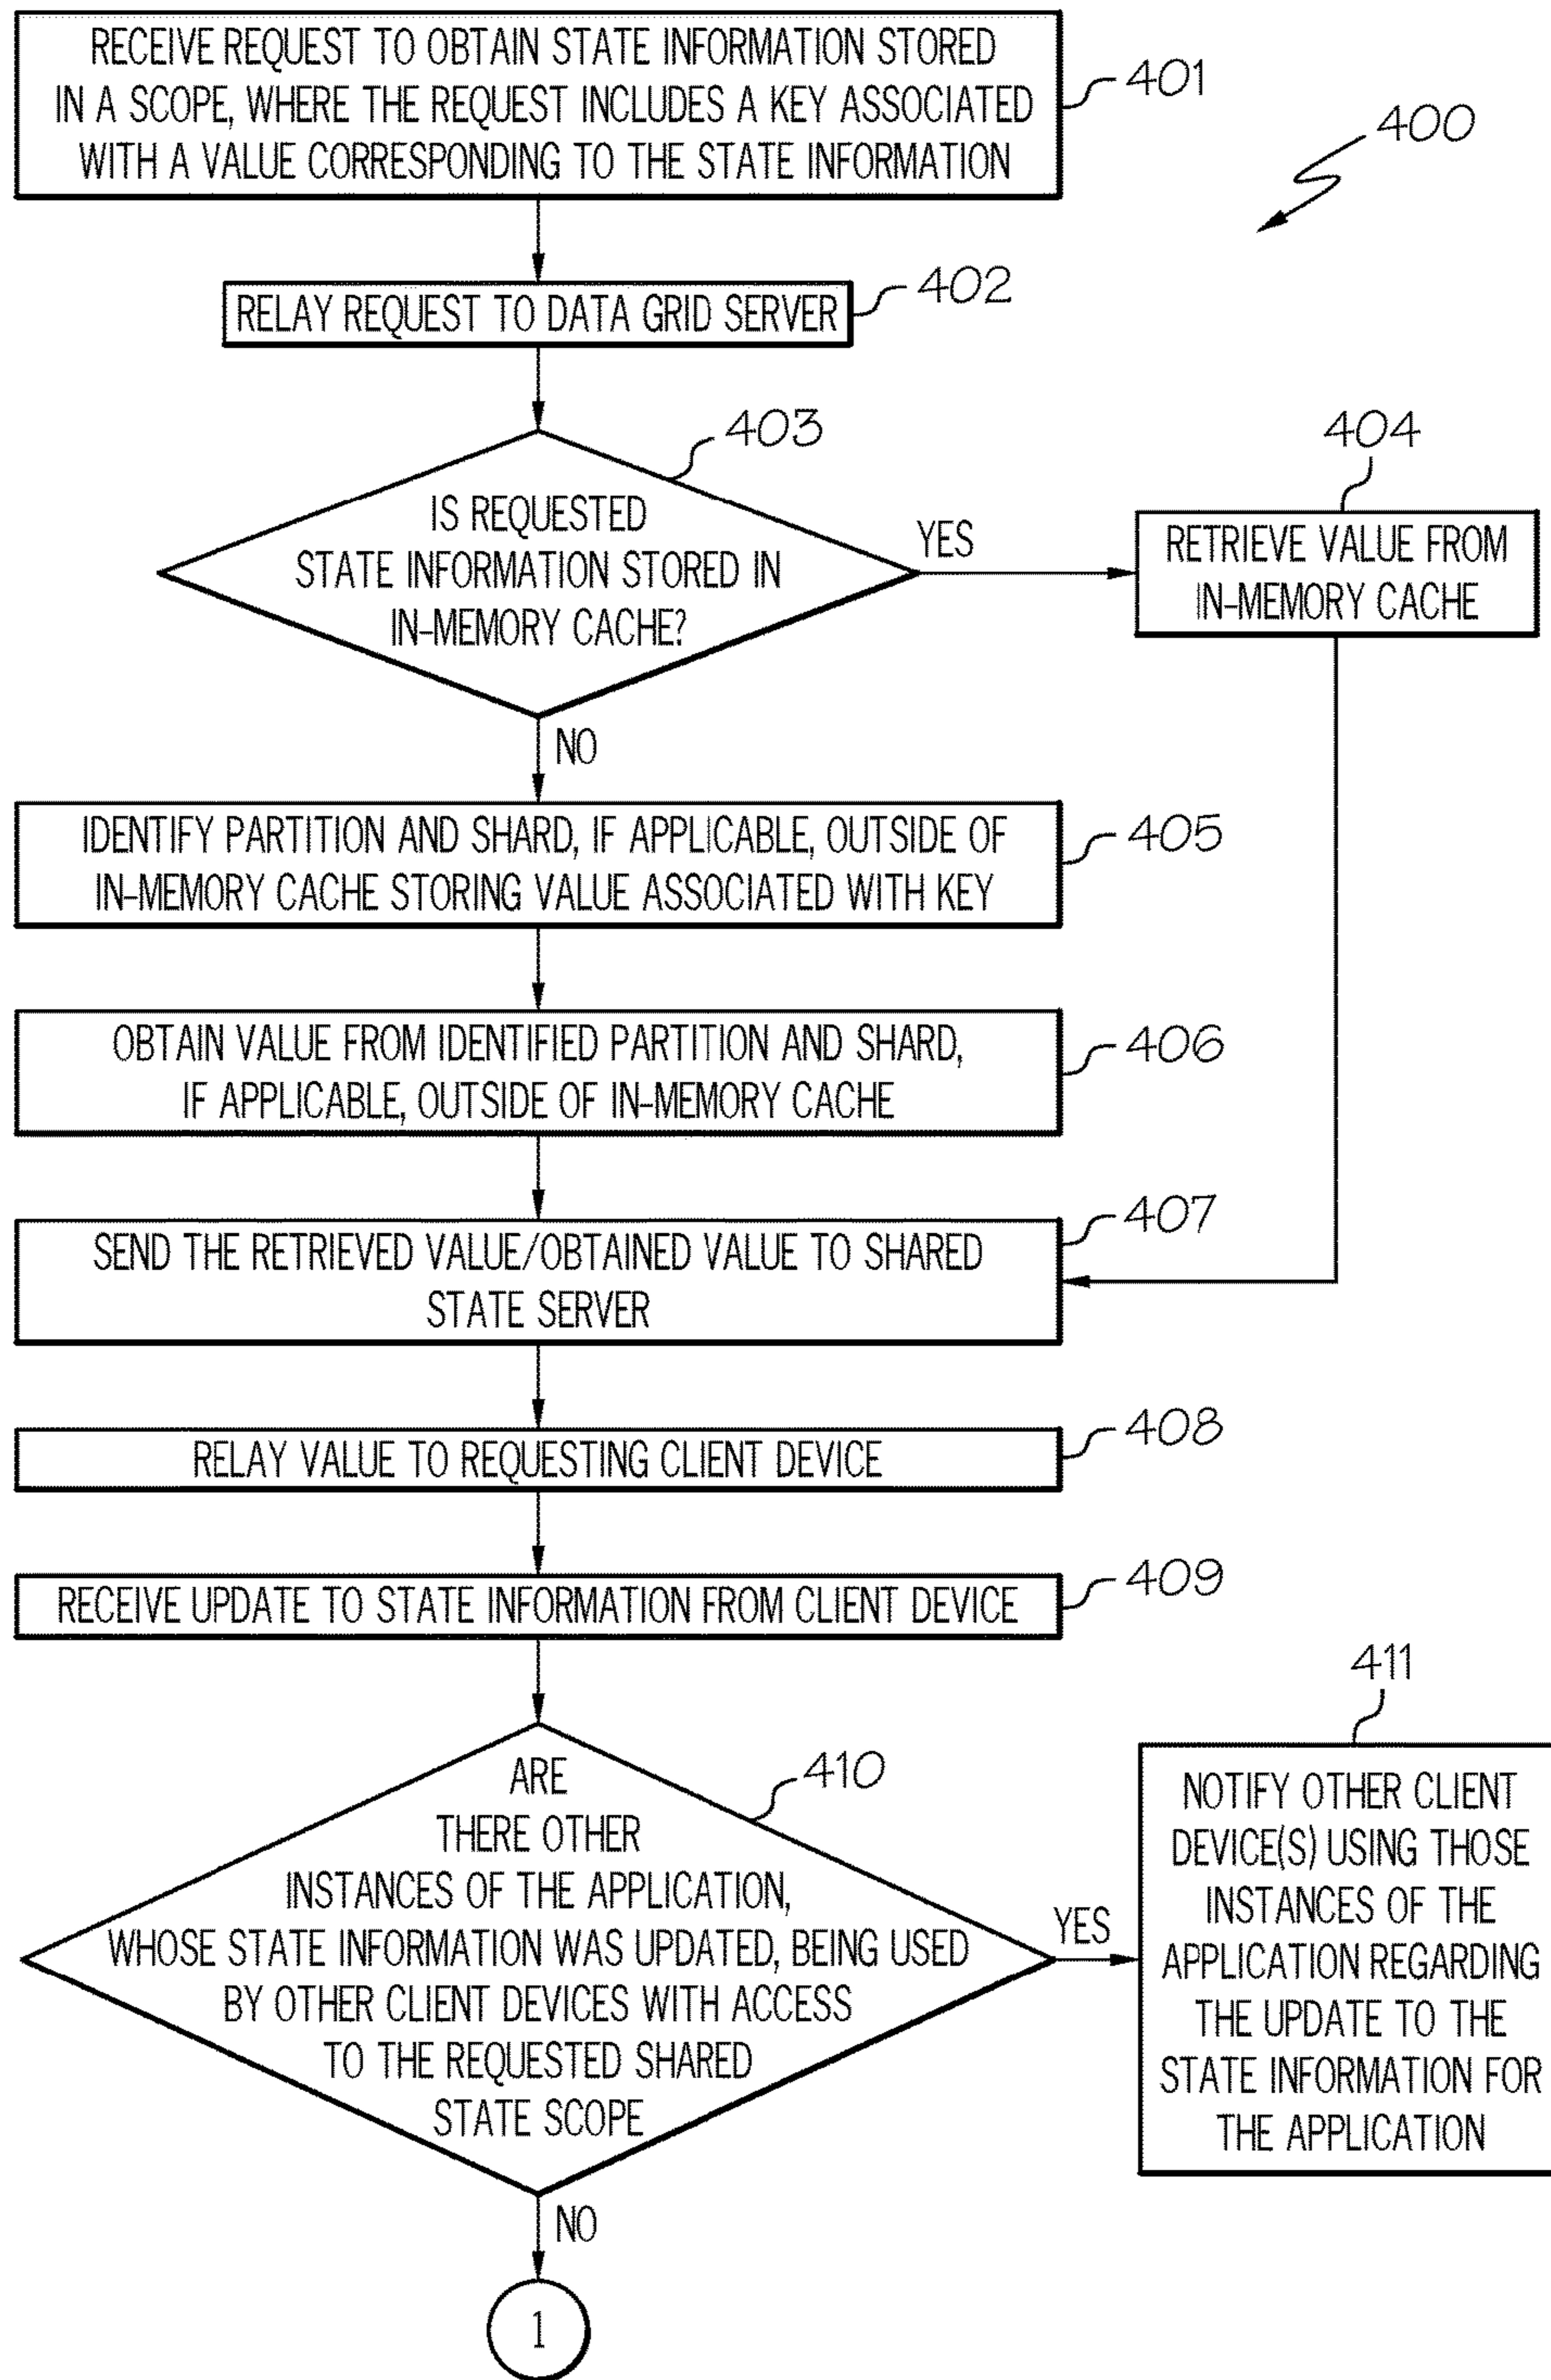 RECEIVE REQUEST TO OBTAIN STATE INFORMATION STORED
IN A SCOPE, WHERE THE REQUEST INCLUDES A KEY ASSOCIATED
WITH A VALUE CORRESPONDING TO THE STATE INFORMATION
401
400
RELAY REQUEST TO DATA GRID SERVER
402
403
IS REQUESTED
STATE INFORMATION STORED IN
IN-MEMORY CACHE?
YES
404
RETRIEVE VALUE FROM
IN-MEMORY CACHE
NO
IDENTIFY PARTITION AND SHARD, IF APPLICABLE, OUTSIDE OF
IN-MEMORY CACHE STORING VALUE ASSOCIATED WITH KEY
405
OBTAIN VALUE FROM IDENTIFIED PARTITION AND SHARD,
IF APPLICABLE, OUTSIDE OF IN-MEMORY CACHE
406
SEND THE RETRIEVED VALUE/OBTAINED VALUE TO SHARED
STATE SERVER
407
RELAY VALUE TO REQUESTING CLIENT DEVICE
408
RECEIVE UPDATE TO STATE INFORMATION FROM CLIENT DEVICE
409
410
ARE
THERE OTHER
INSTANCES OF THE APPLICATION,
WHOSE STATE INFORMATION WAS UPDATED, BEING USED
BY OTHER CLIENT DEVICES WITH ACCESS
TO THE REQUESTED SHARED
STATE SCOPE
YES
411
NOTIFY OTHER CLIENT
DEVICE(S) USING THOSE
INSTANCES OF THE
APPLICATION REGARDING
THE UPDATE TO THE
STATE INFORMATION FOR
THE APPLICATION
NO
1